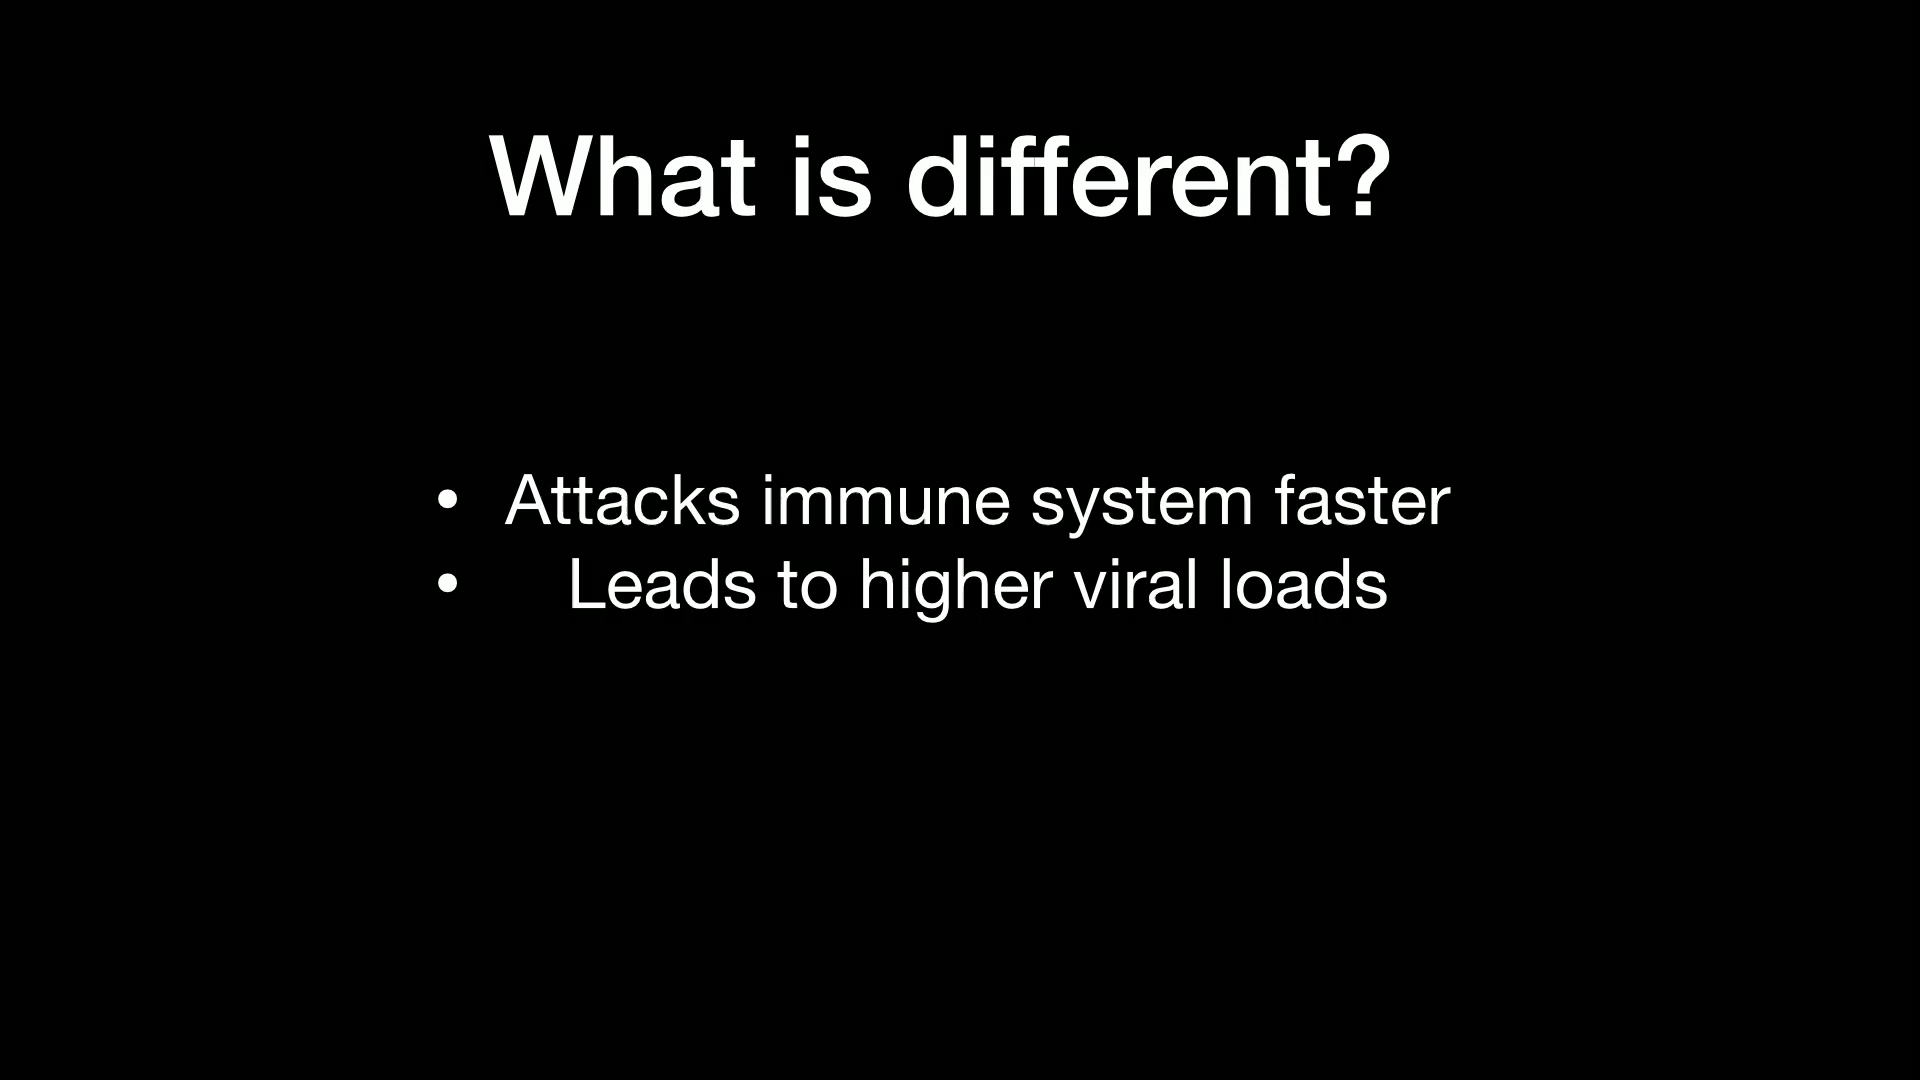 What is different?
• Attacks immune system faster
• Leads to higher viral loads